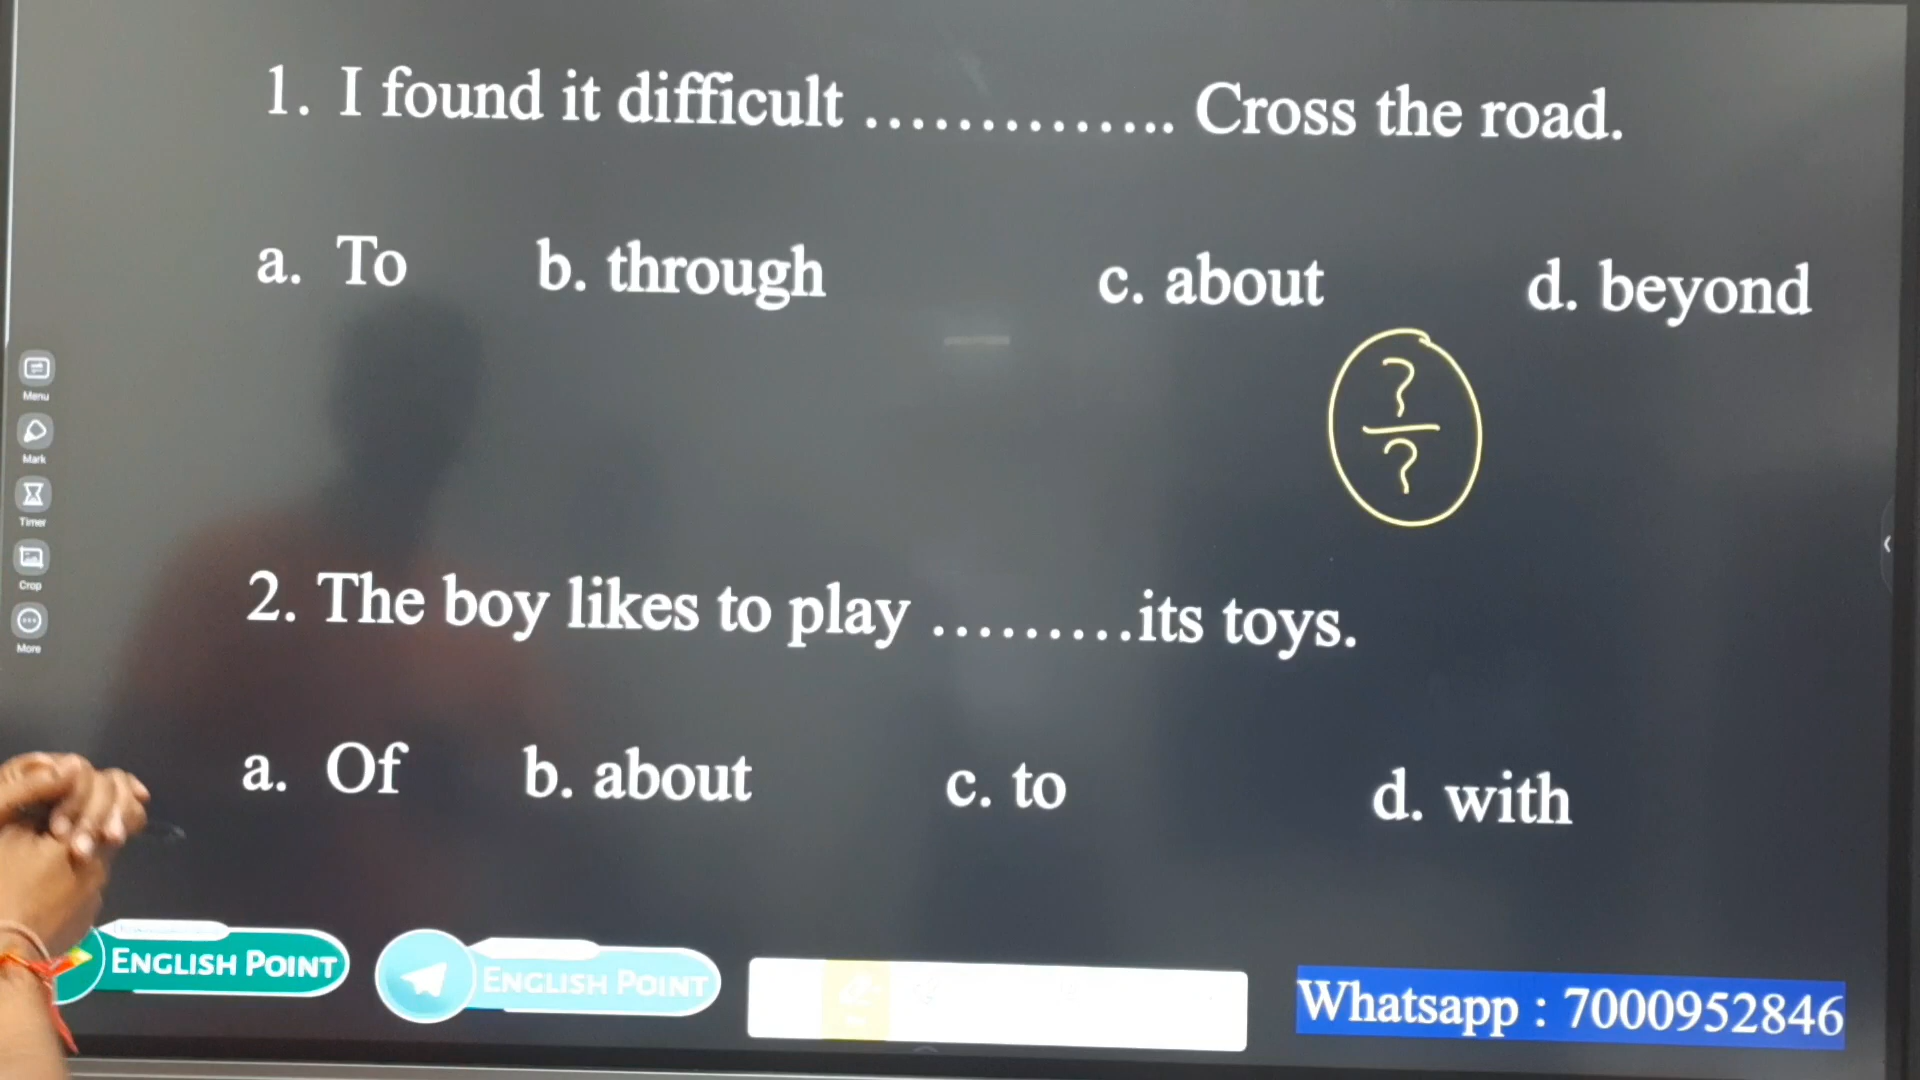 1. I found it difficult .............. Cross the road.
a. To b. through c. about d. beyond
?
?
Menu
Mark
Timer
Crop
More
2. The boy likes to play .........its toys.
a. Of b. about c. to d. with
ENGLISH POINT
ENGLISH POINT
Whatsapp : 7000952846